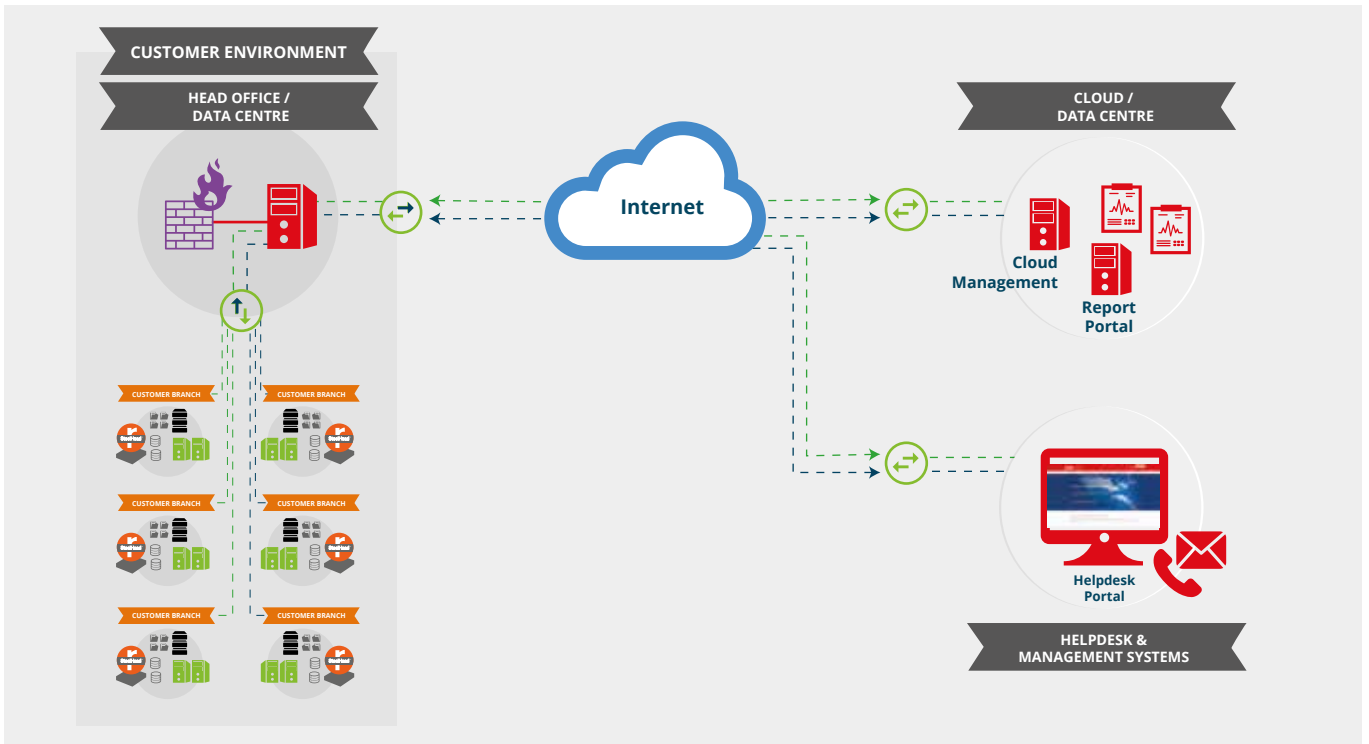 CUSTOMER ENVIRONMENT
HEAD OFFICE /
DATA CENTRE
CLOUD /
DATA CENTRE
Internet
Cloud
Management
Report
Portal
CUSTOMER BRANCH
CUSTOMER BRANCH
CUSTOMER BRANCH
CUSTOMER BRANCH
CUSTOMER BRANCH
CUSTOMER BRANCH
Helpdesk
Portal
HELPDESK &
MANAGEMENT SYSTEMS